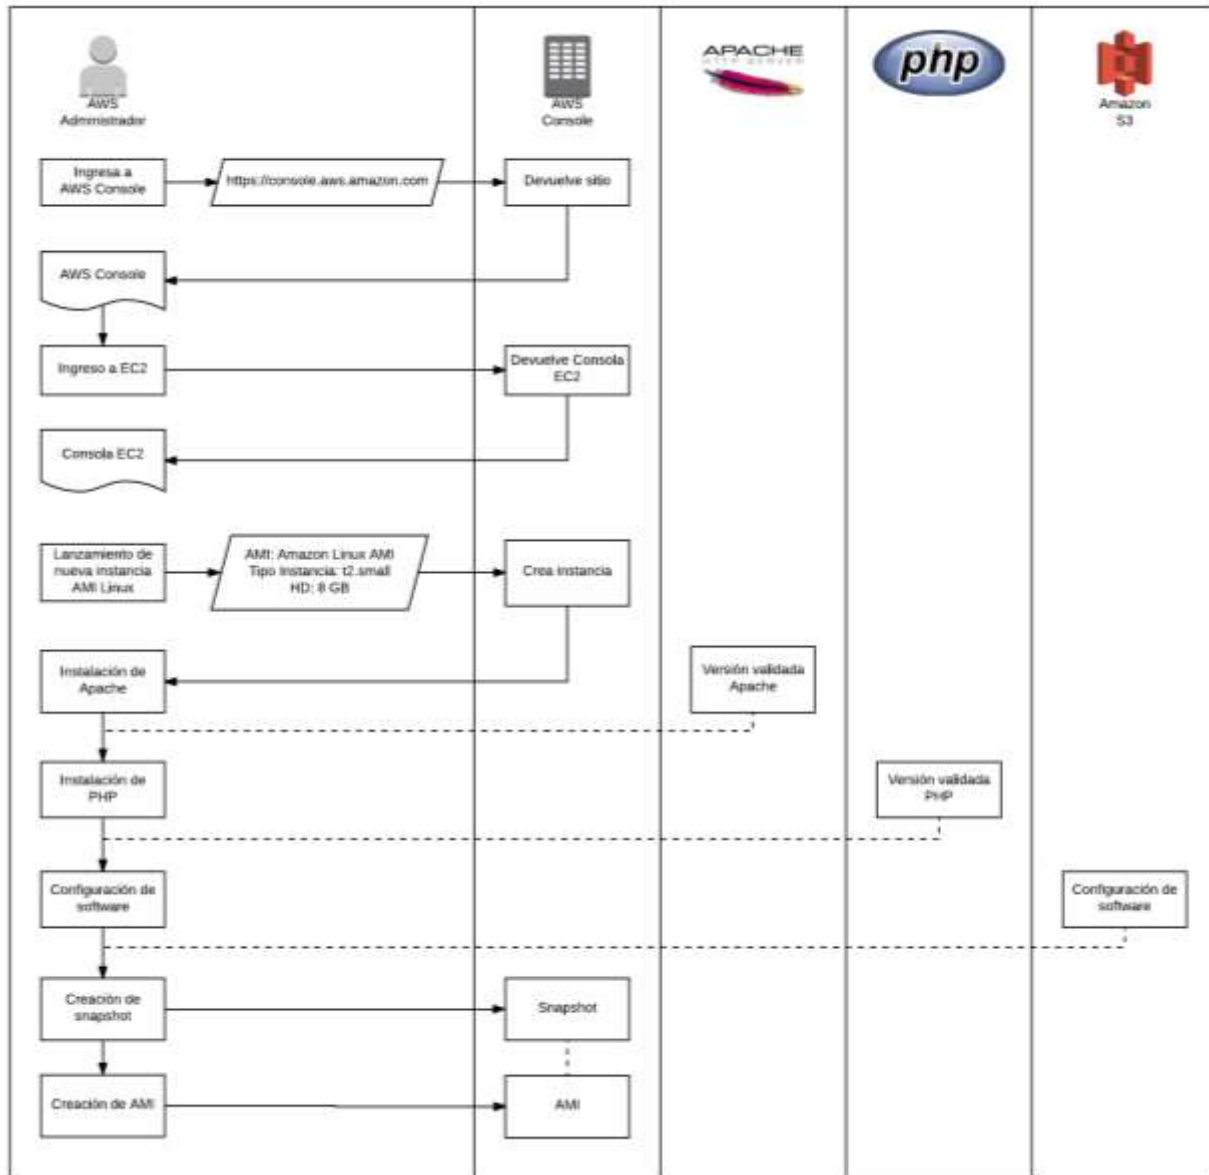 AWS
Administrador
AWS
Console
APACHE
HTTP SERVER
php
Amazon
S3
Ingresa a
AWS Console
https://console.aws.amazon.com
Devuelve sitio
AWS Console
Ingreso a EC2
Devuelve Consola
EC2
Consola EC2
Lanzamiento de
nueva instancia
AMI Linux
AMI: Amazon Linux AMI
Tipo Instancia: t2.small
HD: 8 GB
Crea instancia
Instalación de
Apache
Versión validada
Apache
Instalación de
PHP
Versión validada
PHP
Configuración de
software
Configuración de
software
Creación de
snapshot
Snapshot
Creación de AMI
AMI